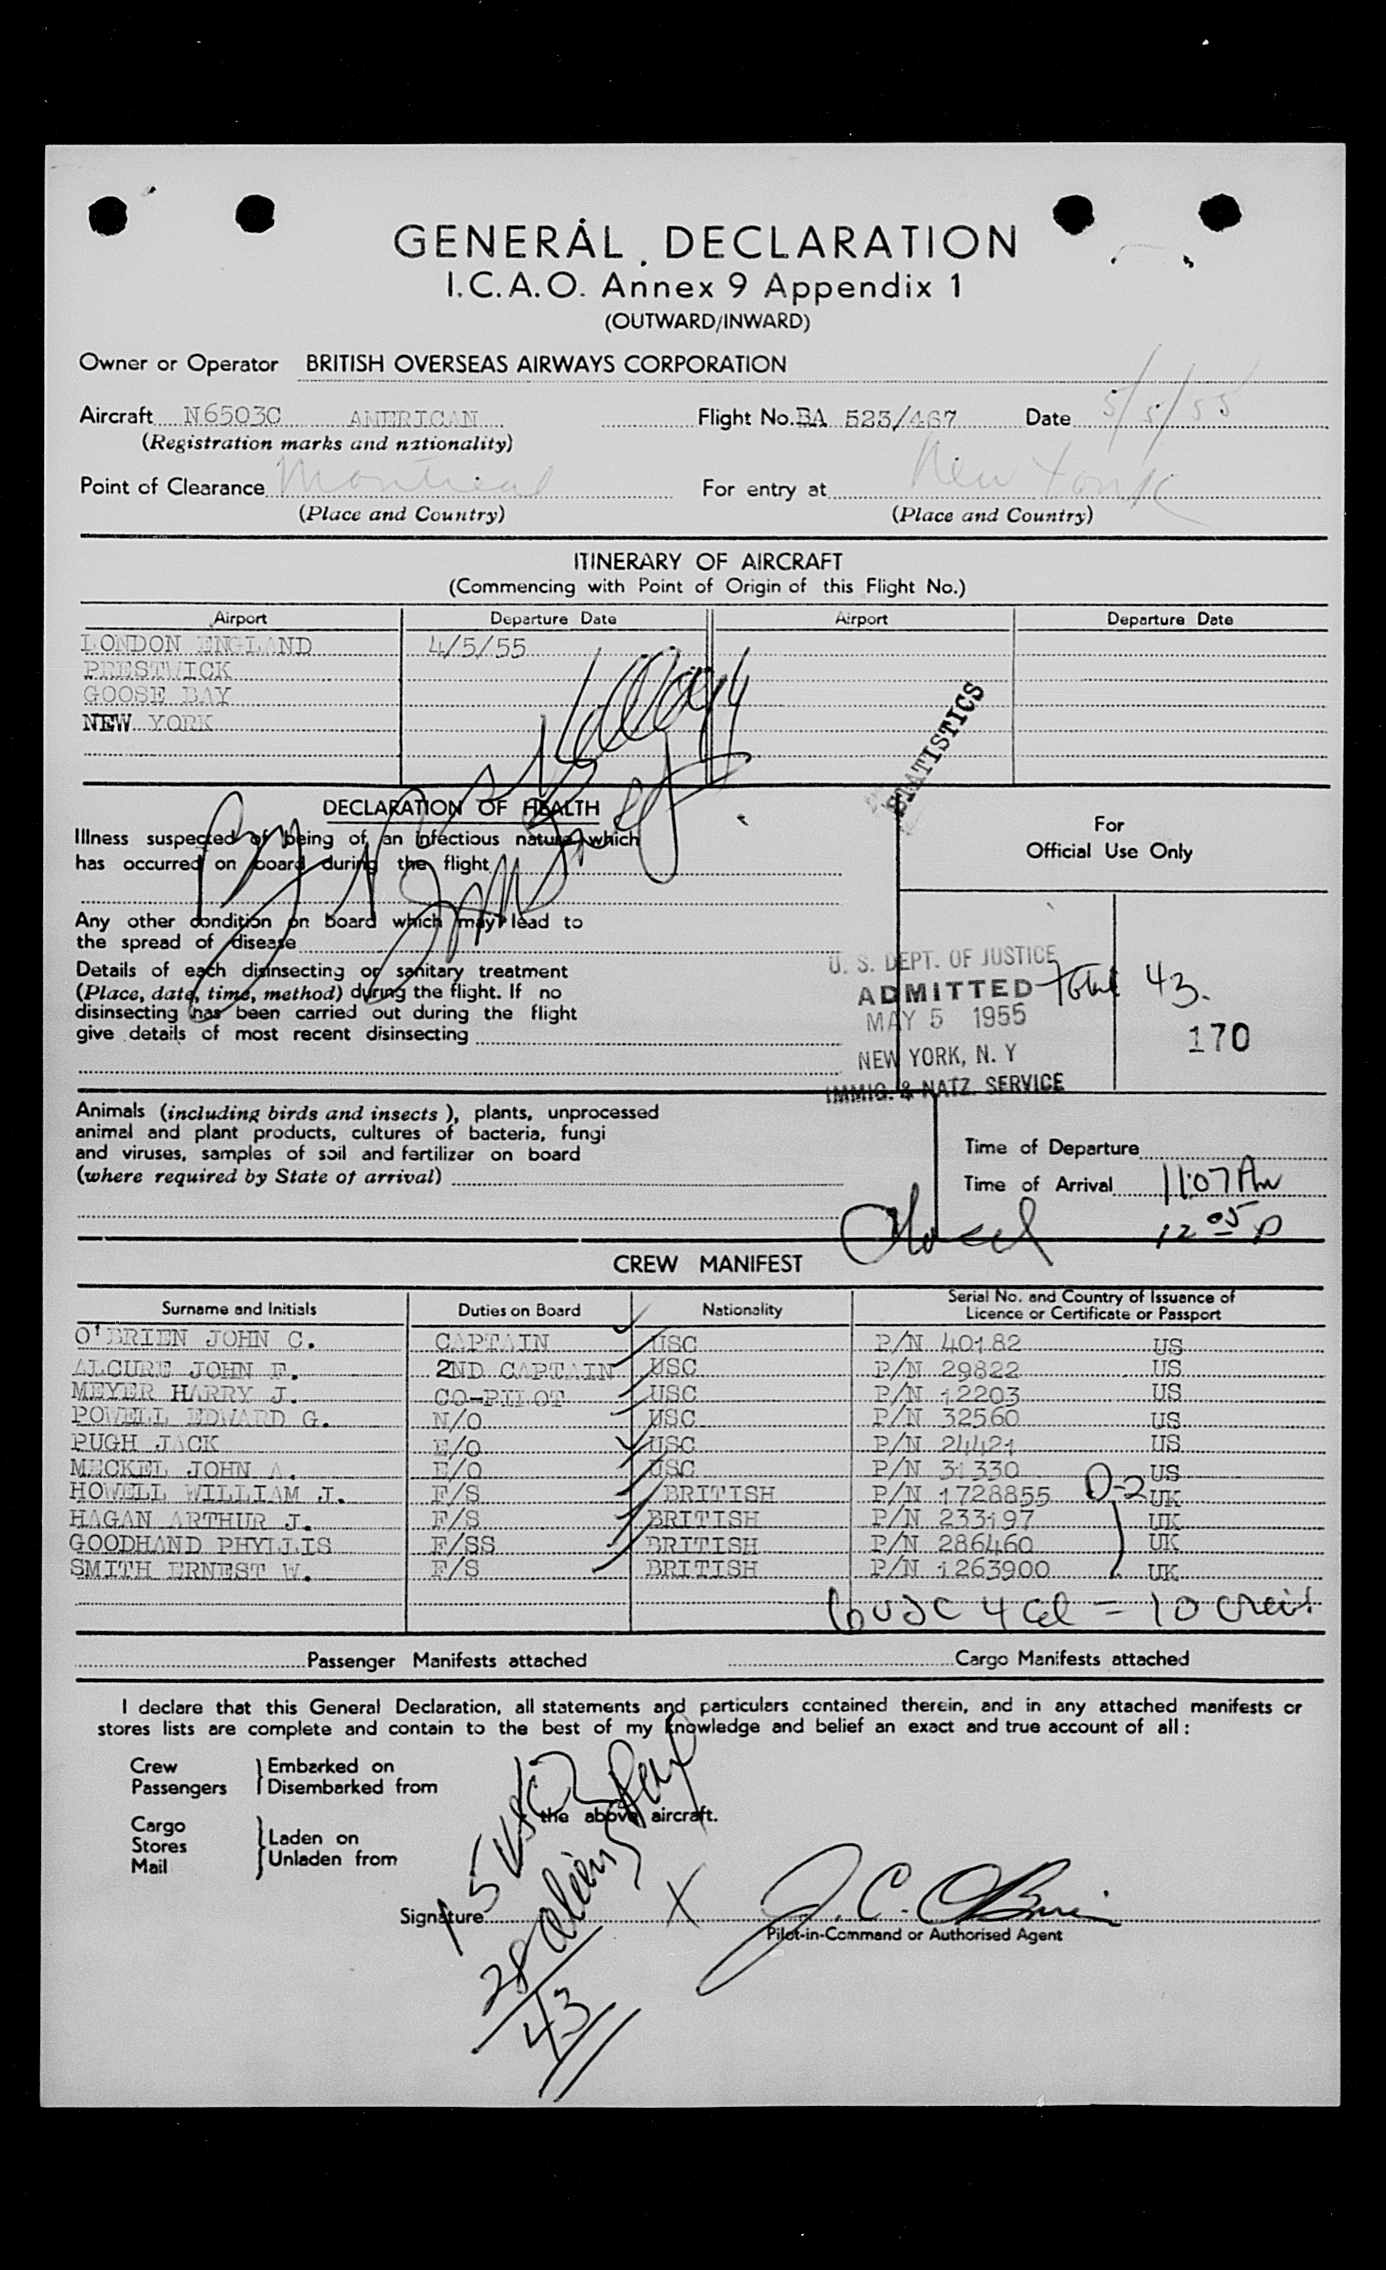 GENERAL DECLARATION
I.C.A.O. Annex 9 Appendix 1
(OUTWARD/INWARD)
Owner or Operator BRITISH OVERSEAS AIRWAYS CORPORATION
Aircraft N6503C AMERICAN Flight No. BA 523/467 Date 5/5/55
(Registration marks and nationality)
Point of Clearance Montreal For entry at New York
(Place and Country) (Place and Country)
ITINERARY OF AIRCRAFT
(Commencing with Point of Origin of this Flight No.)
Airport Departure Date Airport Departure Date
LONDON ENGLAND 4/5/55
PRESTWICK
GOOSE BAY
NEW YORK
STATISTICS
DECLARATION OF HEALTH
Illness suspected of being of an infectious nature which
has occurred on board during the flight
For
Official Use Only
Any other condition on board which may lead to
the spread of disease
Details of each disinsecting or sanitary treatment
(Place, date, time, method) during the flight. If no
disinsecting has been carried out during the flight
give details of most recent disinsecting
U. S. DEPT. OF JUSTICE
ADMITTED
MAY 5 1955
NEW YORK, N. Y
IMMIG. & NATZ. SERVICE
Total 43.
170
Animals (including birds and insects), plants, unprocessed
animal and plant products, cultures of bacteria, fungi
and viruses, samples of soil and fertilizer on board
(where required by State of arrival)
Time of Departure
Time of Arrival 11:07 Am
12 05 P
CREW MANIFEST
Surname and Initials Duties on Board Nationality Serial No. and Country of Issuance of Licence or Certificate or Passport
O'BRIEN JOHN C. CAPTAIN USC P/N 40182 US
ALCURE JOHN F. 2ND CAPTAIN USC P/N 29822 US
MEYER HARRY J. CO-PILOT USC P/N 12203 US
POWELL EDWARD G. N/O USC P/N 32560 US
PUGH JACK E/O USC P/N 24421 US
MECKEL JOHN A. E/O USC P/N 31330 US
HOWELL WILLIAM J. F/S BRITISH P/N 1728855 D-2 UK
HAGAN ARTHUR J. F/S BRITISH P/N 233197 UK
GOODHAND PHYLLIS F/SS BRITISH P/N 286460 UK
SMITH ERNEST W. F/S BRITISH P/N 1263900 UK
6 USC 4 = 10 crew
Passenger Manifests attached Cargo Manifests attached
I declare that this General Declaration, all statements and particulars contained therein, and in any attached manifests or
stores lists are complete and contain to the best of my knowledge and belief an exact and true account of all :
Crew Embarked on
Passengers Disembarked from
the above aircraft.
Cargo
Stores Laden on
Mail Unladen from
15 USC
28 aliens
43
Signature X J. C. O'Brien
Pilot-in-Command or Authorised Agent